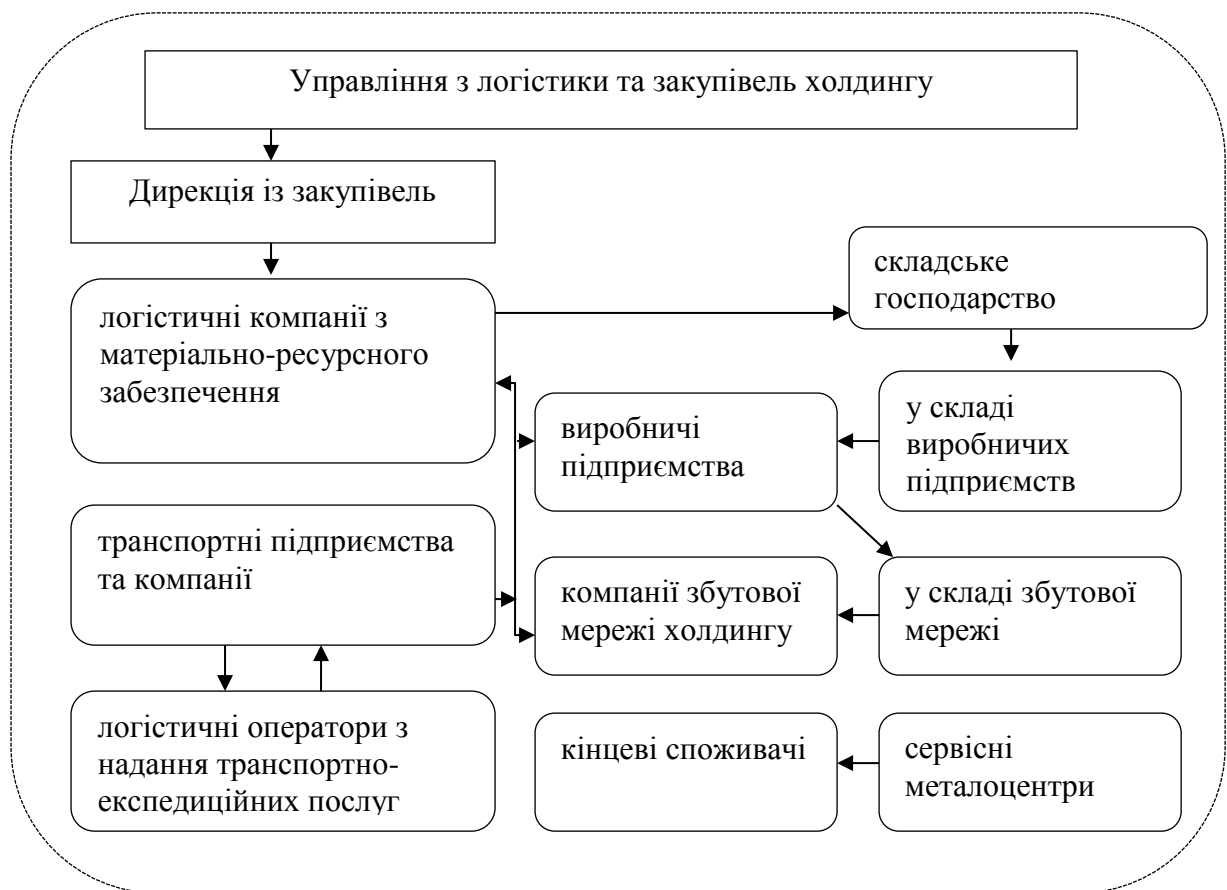 Управління з логістики та закупівель холдингу
Дирекція із закупівель
складське
господарство
логістичні компанії з
матеріально-ресурсного
забезпечення
виробничі
підприємства
у складі
виробничих
підприємств
транспортні підприємства
та компанії
компанії збутової
мережі холдингу
у складі збутової
мережі
логістичні оператори з
надання транспортно-
експедиційних послуг
кінцеві споживачі
сервісні
металоцентри